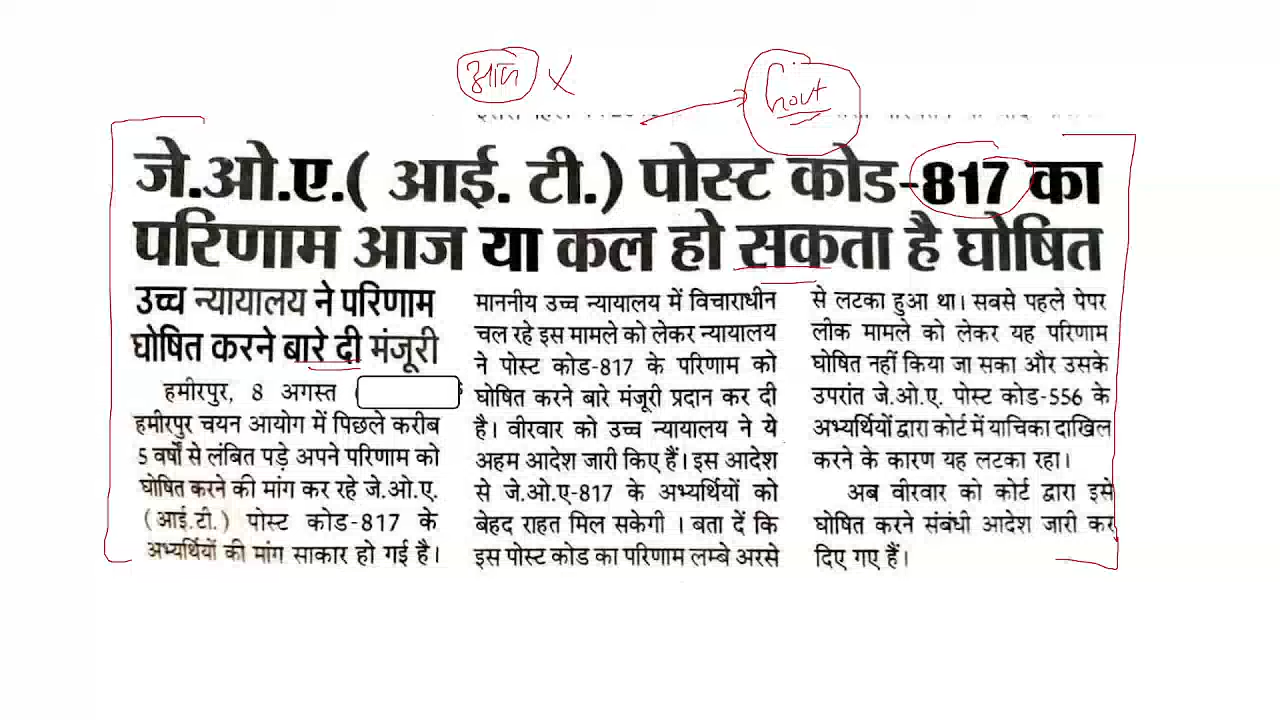 आज X
Govt
जे.ओ.ए.( आई. टी.) पोस्ट कोड-817 का
परिणाम आज या कल हो सकता है घोषित
उच्च न्यायालय ने परिणाम
घोषित करने बारे दी मंजूरी
हमीरपुर, 8 अगस्त (
हमीरपुर चयन आयोग में पिछले करीब
5 वर्षों से लंबित पड़े अपने परिणाम को
घोषित करने की मांग कर रहे जे.ओ.ए.
(आई.टी.) पोस्ट कोड-817 के
अभ्यर्थियों की मांग साकार हो गई है।
माननीय उच्च न्यायालय में विचाराधीन
चल रहे इस मामले को लेकर न्यायालय
ने पोस्ट कोड-817 के परिणाम को
घोषित करने बारे मंजूरी प्रदान कर दी
है। वीरवार को उच्च न्यायालय ने ये
अहम आदेश जारी किए हैं। इस आदेश
से जे.ओ.ए-817 के अभ्यर्थियों को
बेहद राहत मिल सकेगी । बता दें कि
इस पोस्ट कोड का परिणाम लम्बे अरसे
से लटका हुआ था। सबसे पहले पेपर
लीक मामले को लेकर यह परिणाम
घोषित नहीं किया जा सका और उसके
उपरांत जे.ओ.ए. पोस्ट कोड-556 के
अभ्यर्थियों द्वारा कोर्ट में याचिका दाखिल
करने के कारण यह लटका रहा।
अब वीरवार को कोर्ट द्वारा इसे
घोषित करने संबंधी आदेश जारी कर
दिए गए हैं।